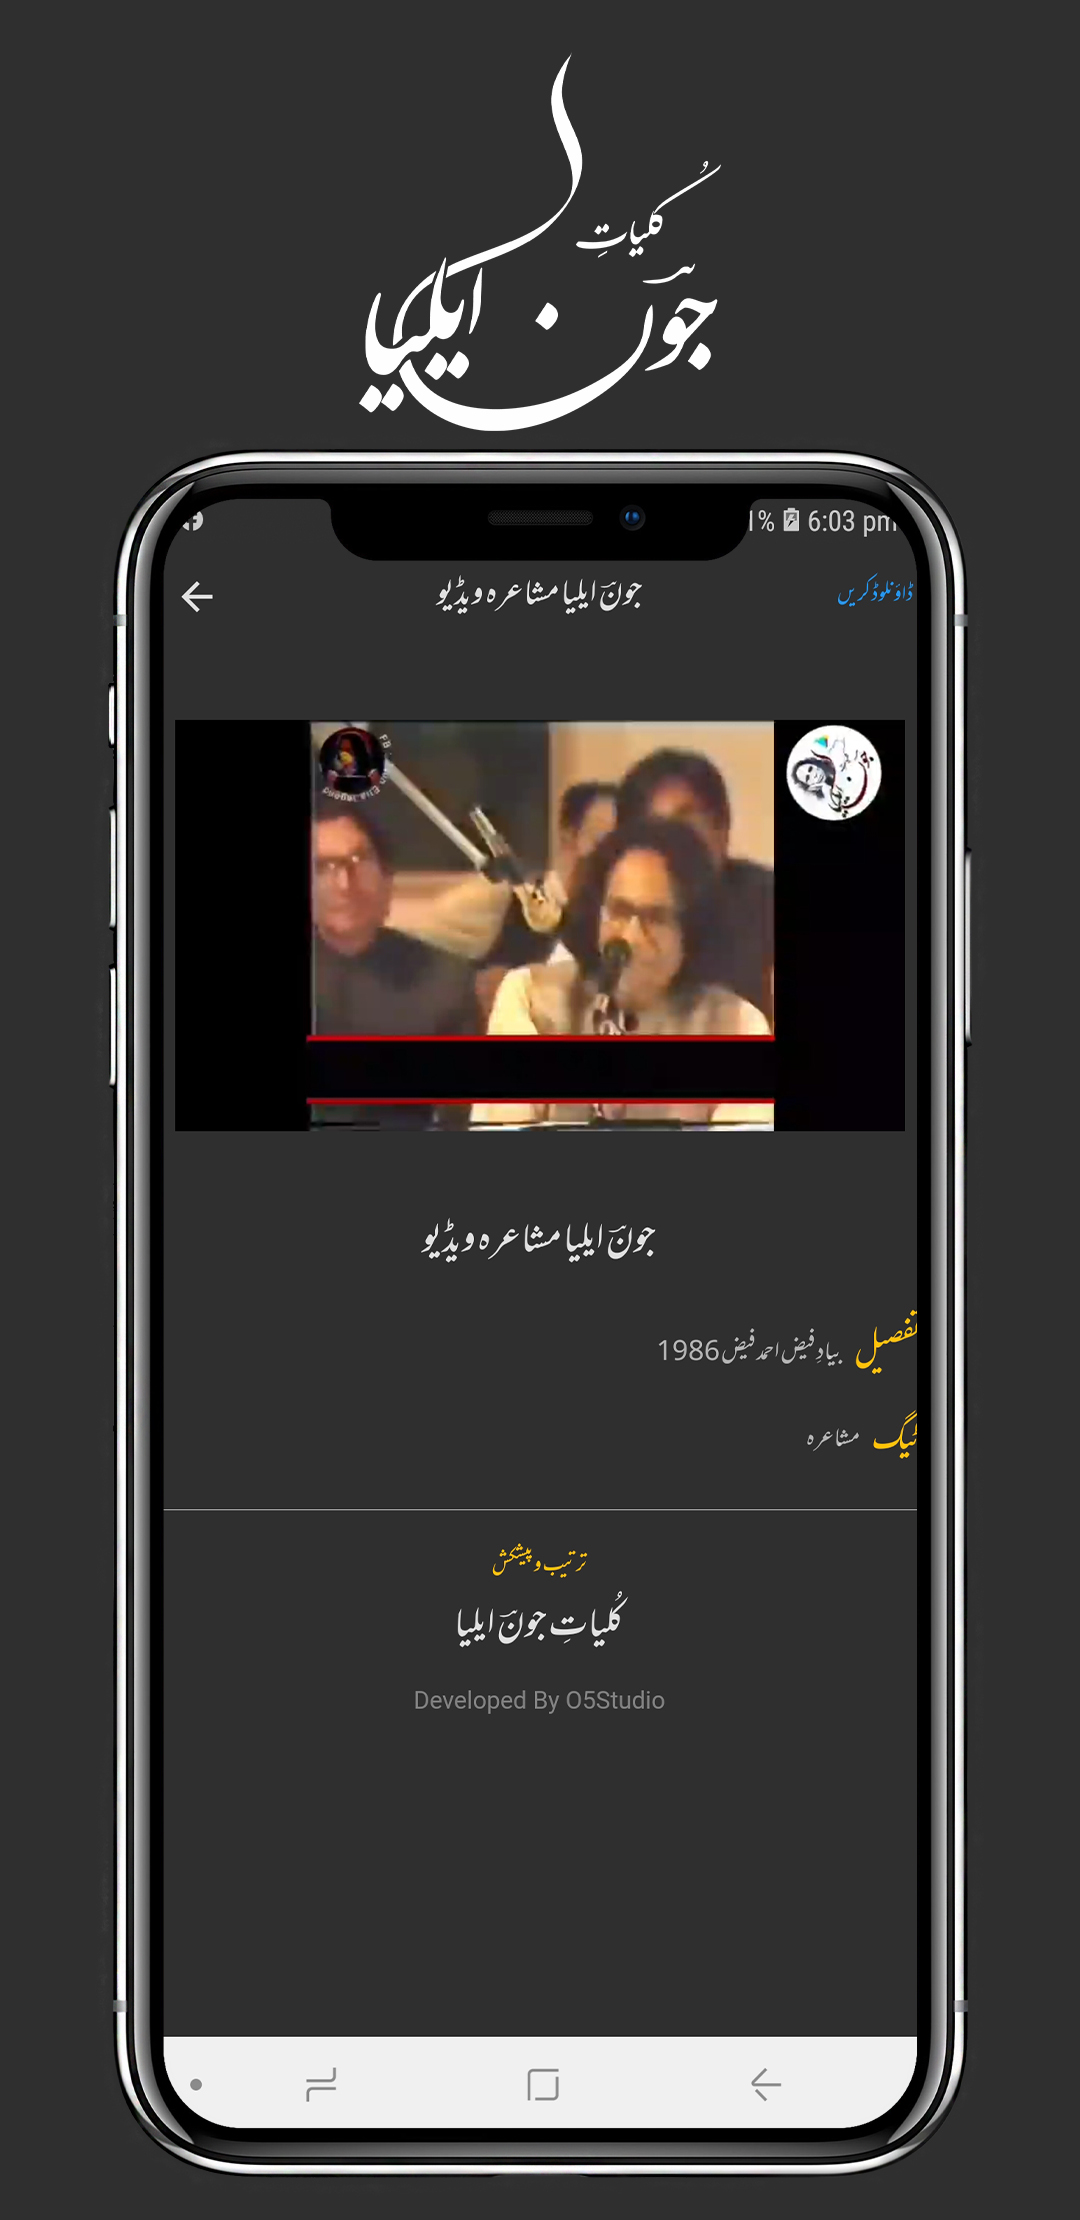 کُلیاتِ
جونؔ ایلیا
1% 6:03 pm
جونؔ ایلیا مشاعرہ ویڈیو
ڈاؤنلوڈ کریں
جونؔ ایلیا مشاعرہ ویڈیو
تفصیل بیادِ فیض احمد فیض 1986
ٹیگ مشاعرہ
ترتیب و پیشکش
کُلیاتِ جونؔ ایلیا
Developed By O5Studio